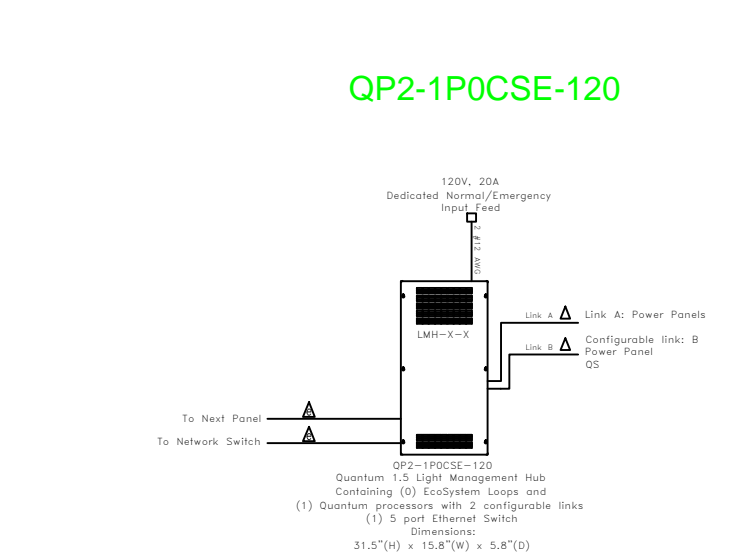 QP2-1P0CSE-120
120V, 20A
Dedicated Normal/Emergency
Input Feed
2 #12 AWG
LMH-X-X
Link A
Link A: Power Panels
Link B
Configurable link: B
Power Panel
QS
To Next Panel
To Network Switch
QP2-1P0CSE-120
Quantum 1.5 Light Management Hub
Containing (0) EcoSystem Loops and
(1) Quantum processors with 2 configurable links
(1) 5 port Ethernet Switch
Dimensions:
31.5"(H) x 15.8"(W) x 5.8"(D)